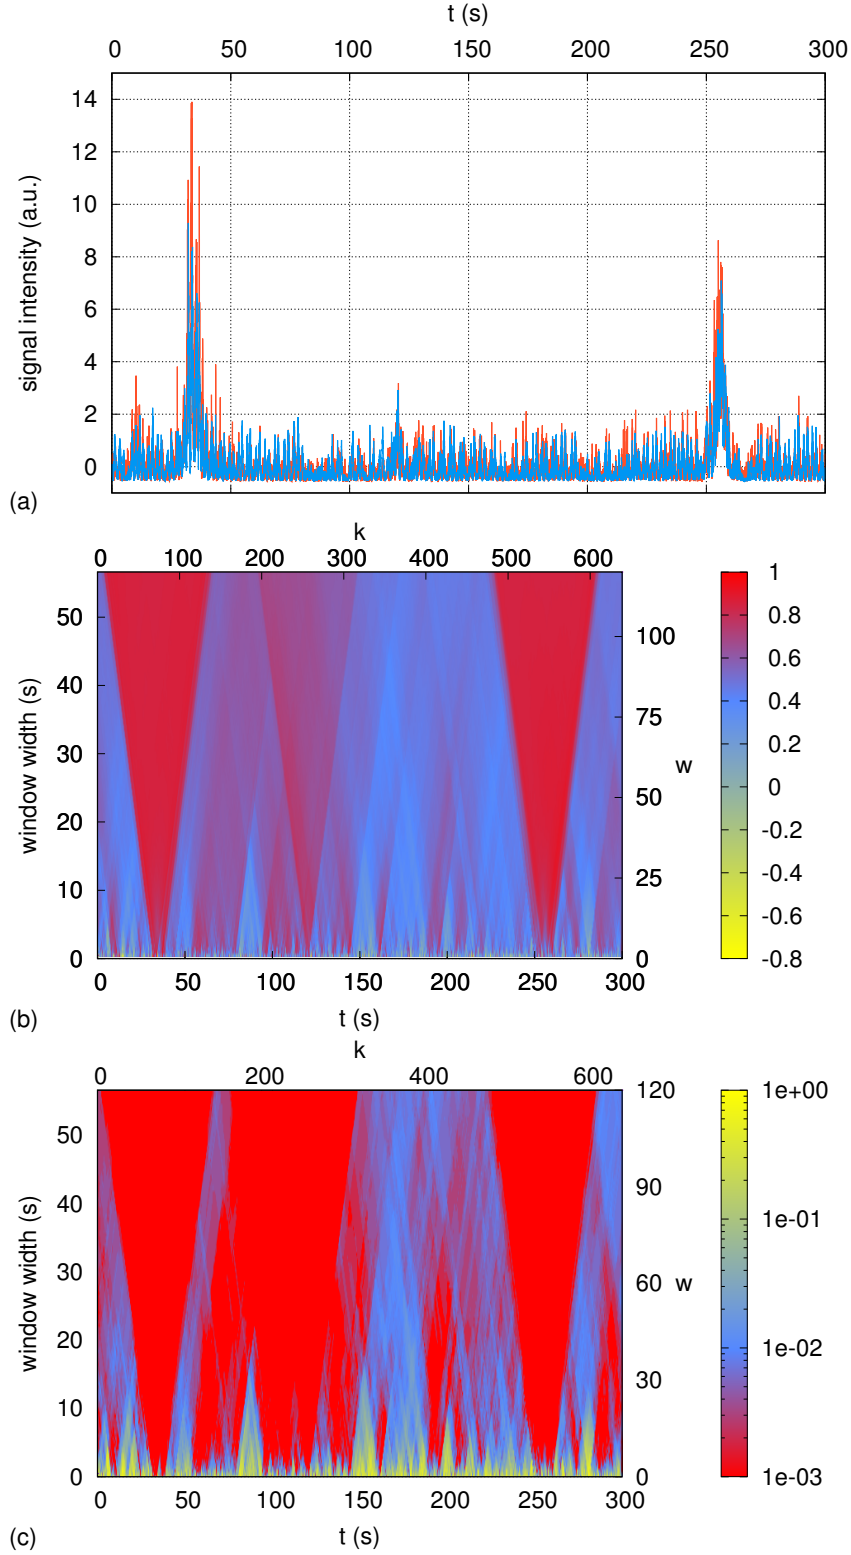 t (s)
0 50 100 150 200 250 300
14
12
10
8
6
4
2
0
signal intensity (a.u.)
(a)
k
0 100 200 300 400 500 600
50
40
30
20
10
0
window width (s)
100
75
50
25
0
w
1
0.8
0.6
0.4
0.2
0
-0.2
-0.4
-0.6
-0.8
0 50 100 150 200 250 300
t (s)
(b)
k
0 200 400 600
50
40
30
20
10
0
window width (s)
120
90
60
30
0
w
1e+00
1e-01
1e-02
1e-03
0 50 100 150 200 250 300
t (s)
(c)